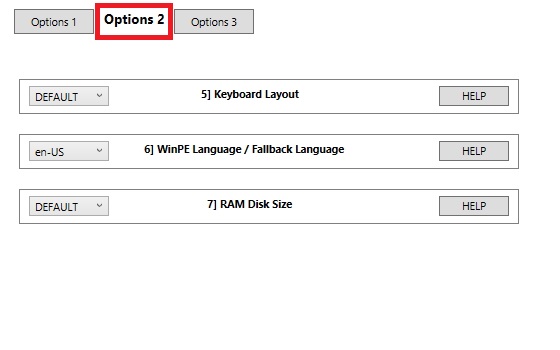 Options 1 Options 2 Options 3
DEFAULT 5] Keyboard Layout HELP
en-US 6] WinPE Language / Fallback Language HELP
DEFAULT 7] RAM Disk Size HELP